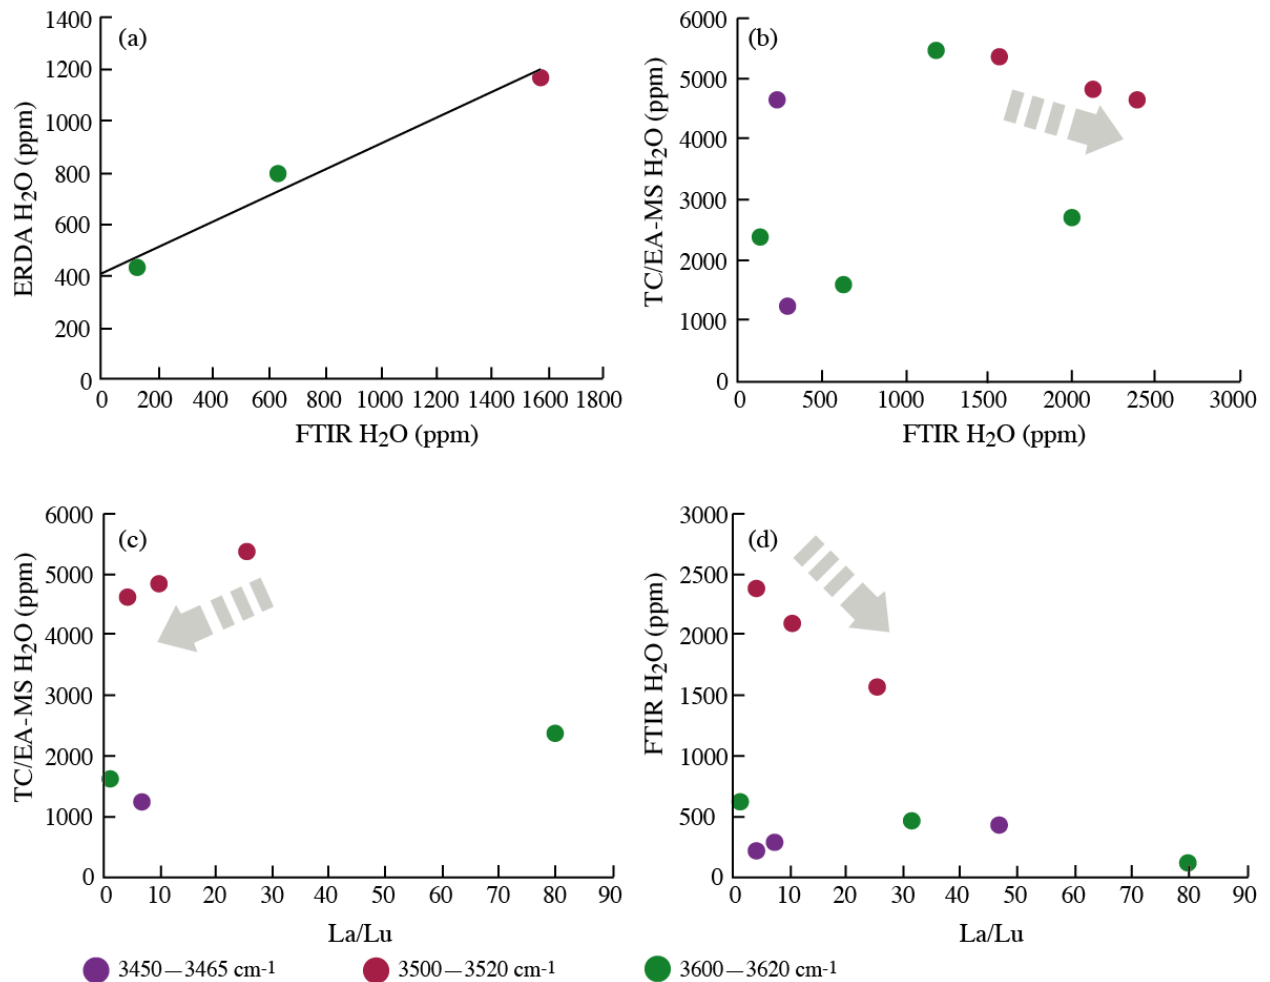 (a)
1400
1200
1000
800
600
400
200
0
ERDA H2O (ppm)
0 200 400 600 800 1000 1200 1400 1600 1800
FTIR H2O (ppm)
(b)
6000
5000
4000
3000
2000
1000
0
TC/EA-MS H2O (ppm)
0 500 1000 1500 2000 2500 3000
FTIR H2O (ppm)
(c)
6000
5000
4000
3000
2000
1000
0
TC/EA-MS H2O (ppm)
0 10 20 30 40 50 60 70 80 90
La/Lu
(d)
3000
2500
2000
1500
1000
500
0
FTIR H2O (ppm)
0 10 20 30 40 50 60 70 80 90
La/Lu
3450—3465 cm-1
3500—3520 cm-1
3600—3620 cm-1